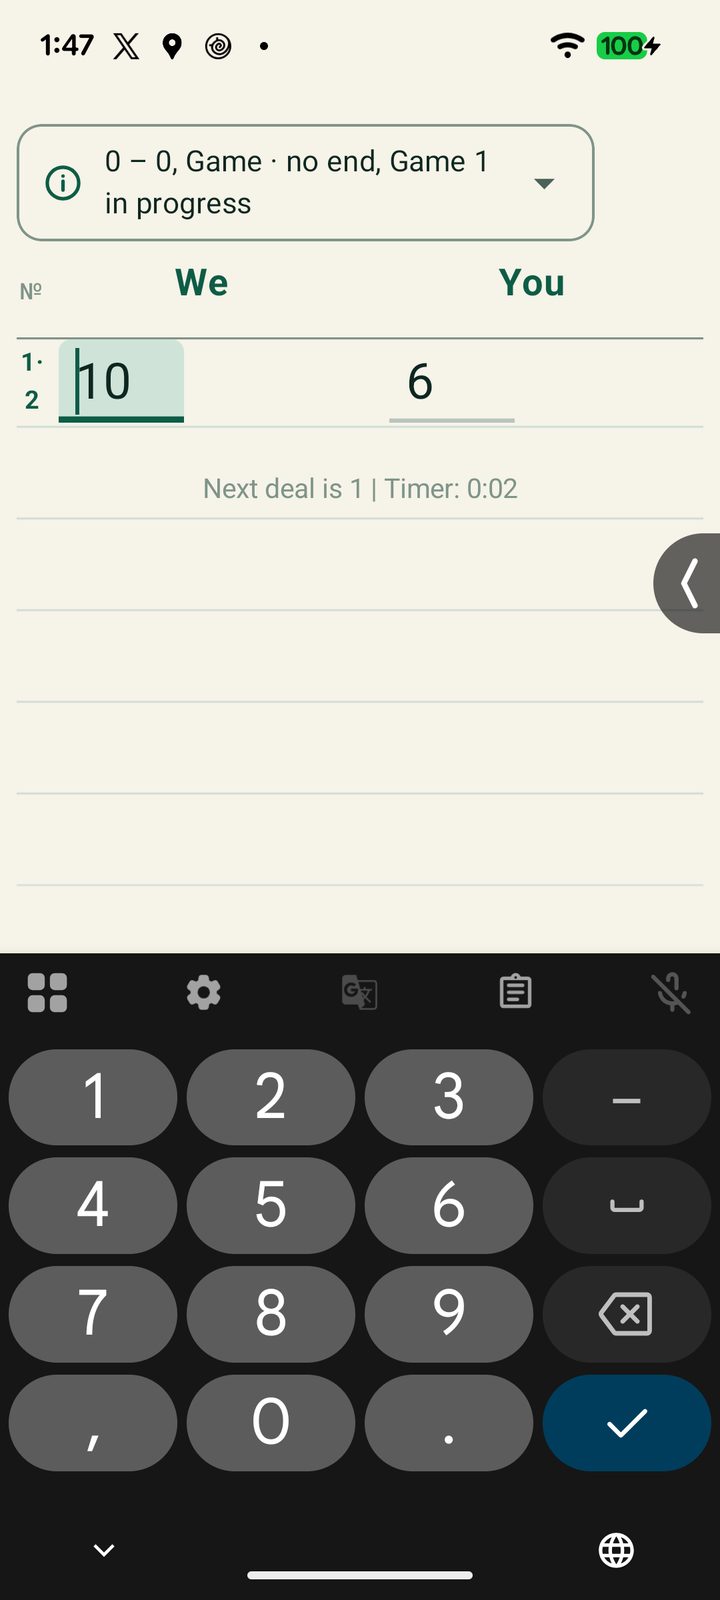 1:47
100
0 – 0, Game · no end, Game 1
in progress
Nº We You
1·
2
10 6
Next deal is 1 | Timer: 0:02
1 2 3 –
4 5 6
7 8 9
, 0 .